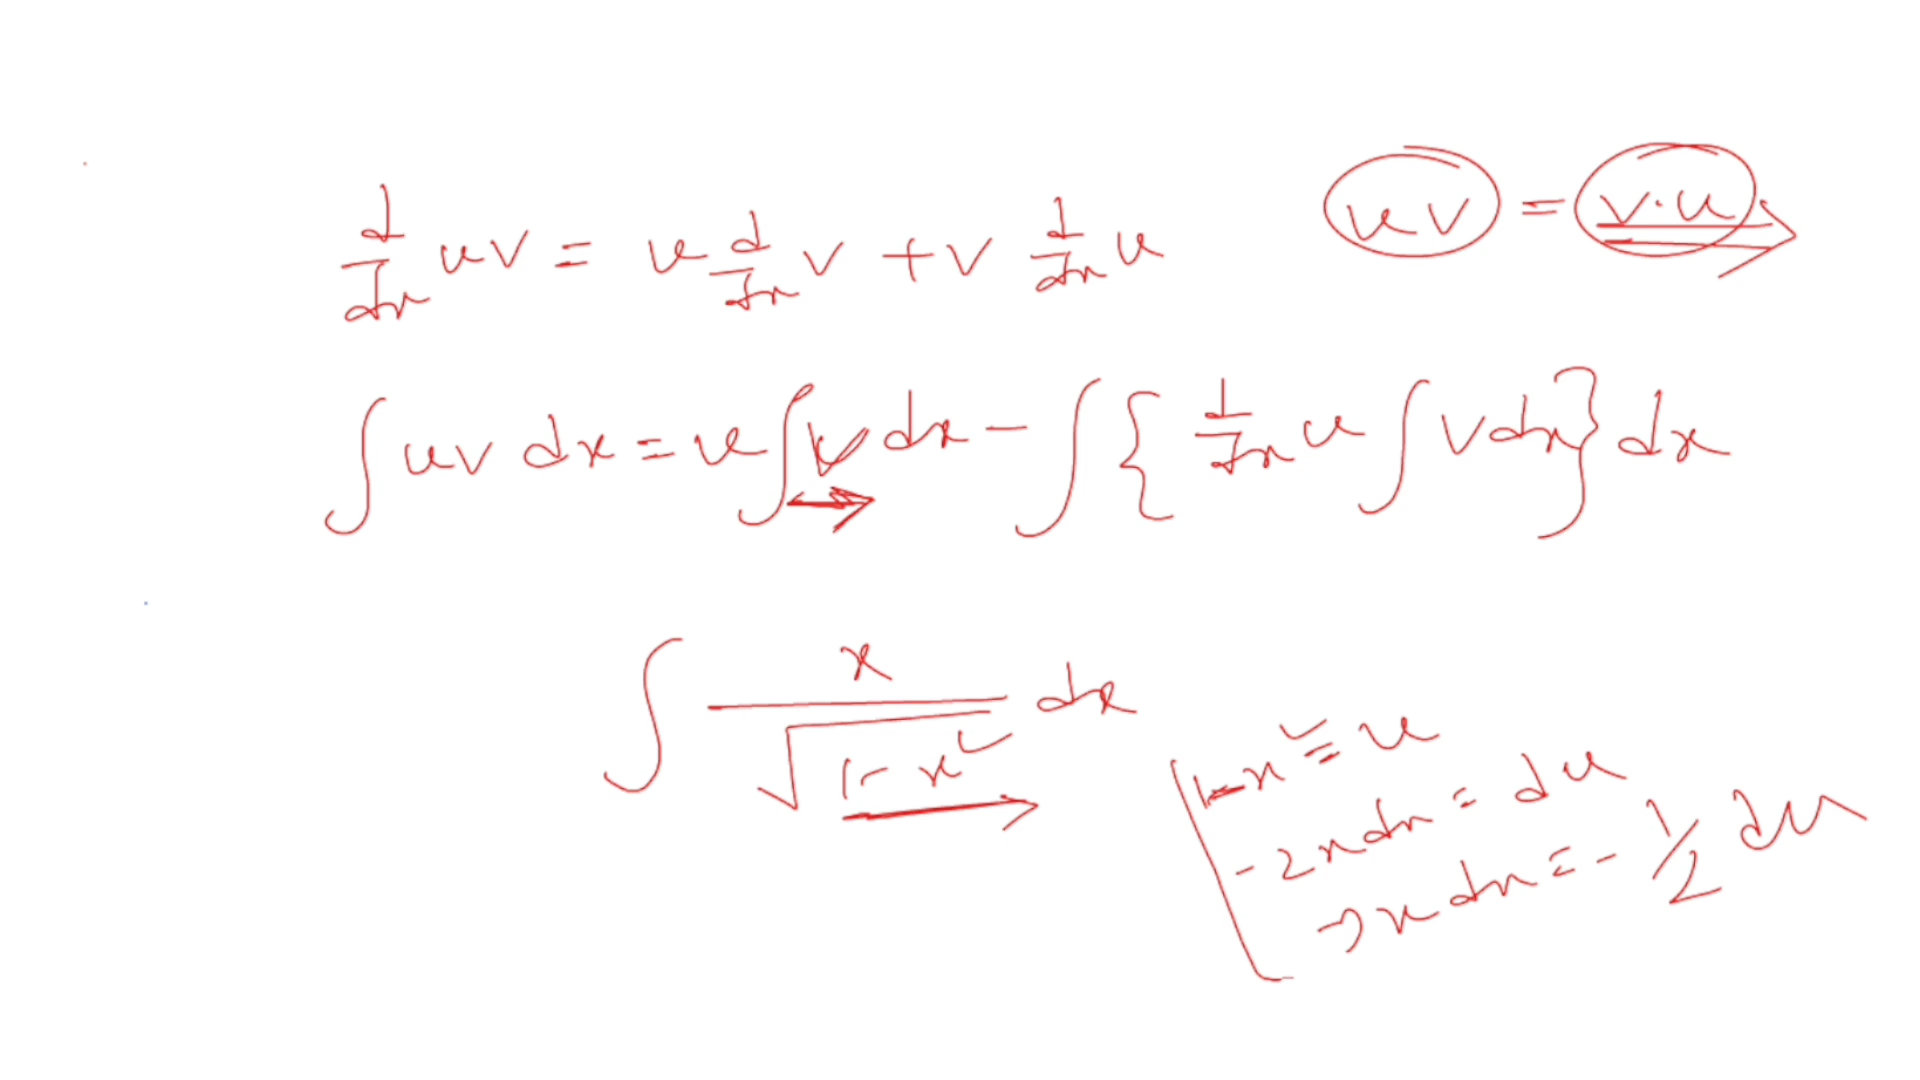 d/dx uv = u d/dx v + v d/dx u
uv = v·u
∫ uv dx = u ∫ v dx − ∫ { d/dx u ∫ v dx } dx
∫ x / √(1 − x²) dx
1 − x² = u
−2x dx = du
⇒ x dx = − 1/2 du